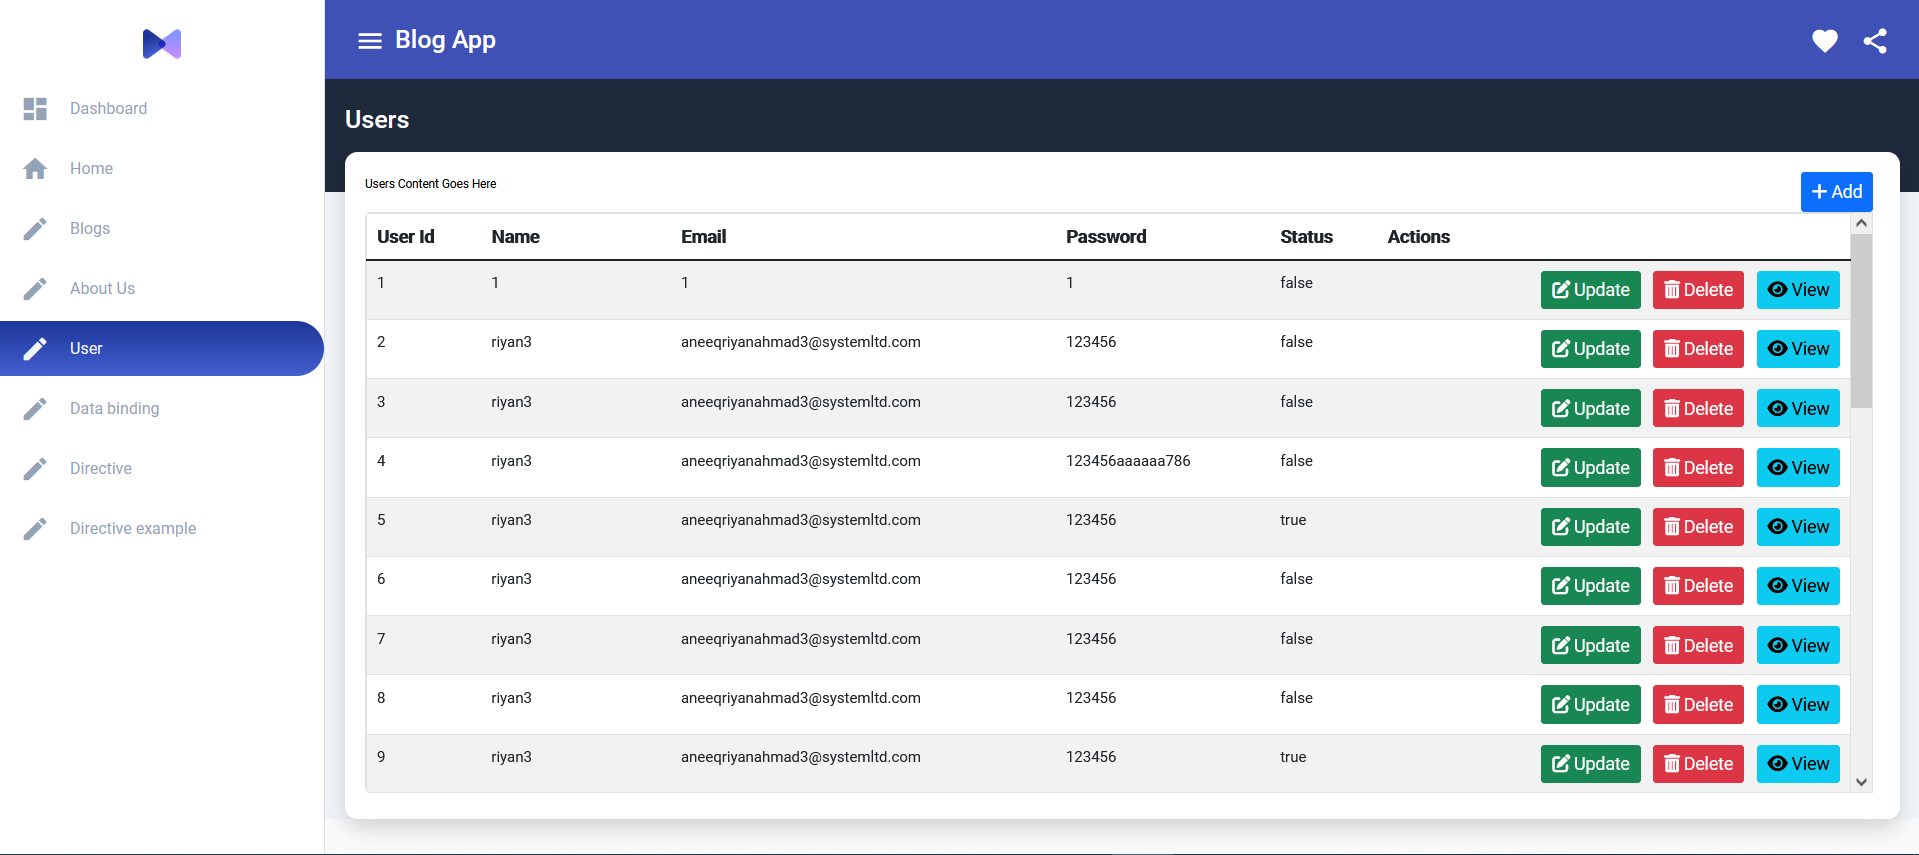 Blog App
Dashboard
Home
Blogs
About Us
User
Data binding
Directive
Directive example
Users
Users Content Goes Here
Add
User Id Name Email Password Status Actions
1 1 1 1 false Update Delete View
2 riyan3 aneeqriyanahmad3@systemltd.com 123456 false Update Delete View
3 riyan3 aneeqriyanahmad3@systemltd.com 123456 false Update Delete View
4 riyan3 aneeqriyanahmad3@systemltd.com 123456aaaaaa786 false Update Delete View
5 riyan3 aneeqriyanahmad3@systemltd.com 123456 true Update Delete View
6 riyan3 aneeqriyanahmad3@systemltd.com 123456 false Update Delete View
7 riyan3 aneeqriyanahmad3@systemltd.com 123456 false Update Delete View
8 riyan3 aneeqriyanahmad3@systemltd.com 123456 false Update Delete View
9 riyan3 aneeqriyanahmad3@systemltd.com 123456 true Update Delete View